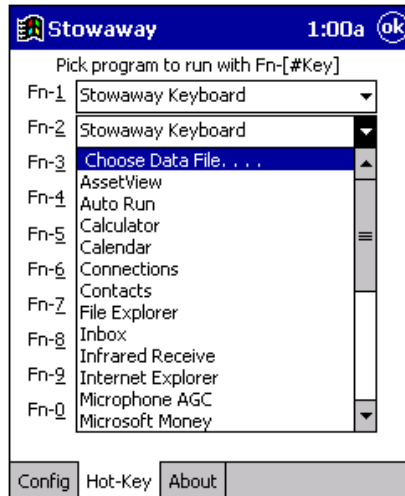 Stowaway 1:00a ok
Pick program to run with Fn-[#Key]
Fn-1 Stowaway Keyboard
Fn-2 Stowaway Keyboard
Fn-3 Choose Data File. . . .
AssetView
Fn-4 Auto Run
Fn-5 Calculator
Calendar
Fn-6 Connections
Contacts
Fn-7 File Explorer
Fn-8 Inbox
Infrared Receive
Fn-9 Internet Explorer
Fn-0 Microphone AGC
Microsoft Money
Config Hot-Key About